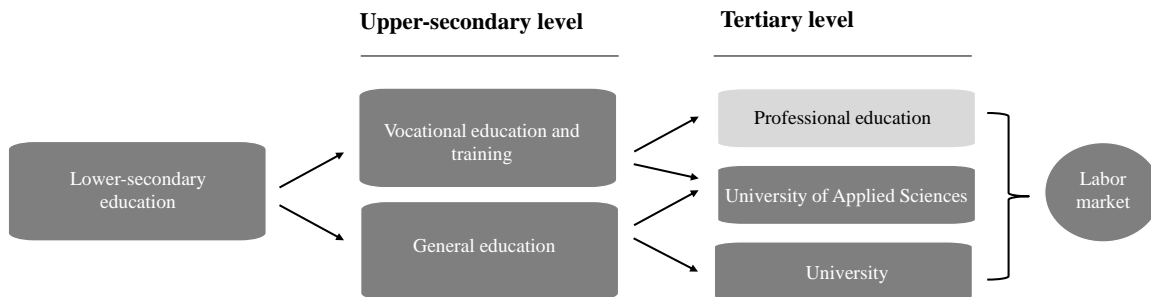 Upper-secondary level
Tertiary level
Lower-secondary
education
Vocational education and
training
General education
Professional education
University of Applied Sciences
University
Labor
market